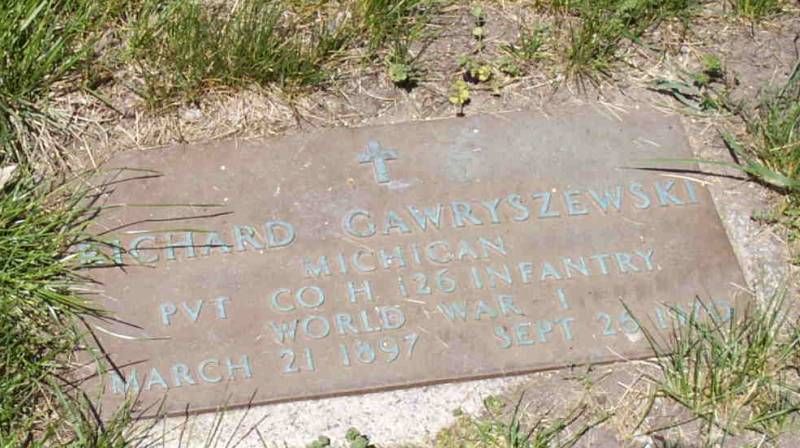 RICHARD GAWRYSZEWSKI
MICHIGAN
PVT CO H 126 INFANTRY
WORLD WAR I
MARCH 21 1897 SEPT 26